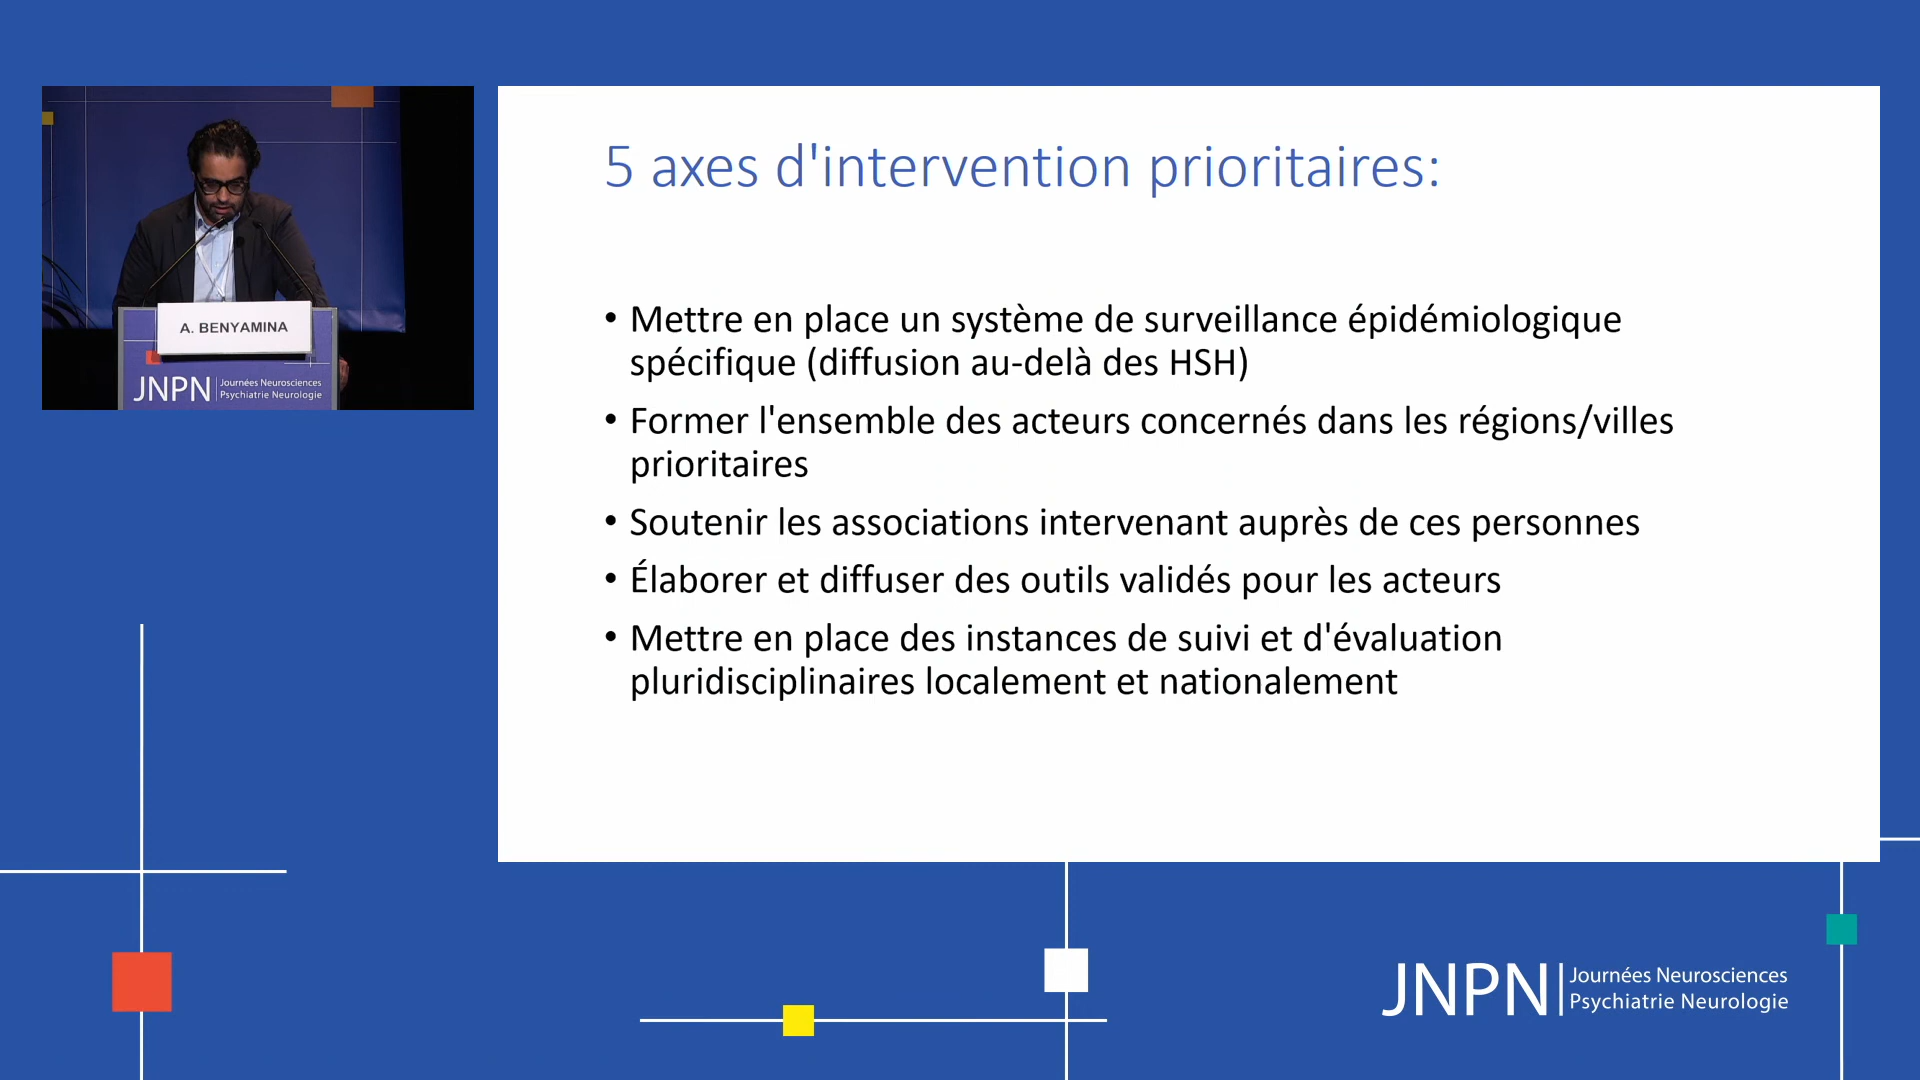 5 axes d'intervention prioritaires:
• Mettre en place un système de surveillance épidémiologique
spécifique (diffusion au-delà des HSH)
• Former l'ensemble des acteurs concernés dans les régions/villes
prioritaires
• Soutenir les associations intervenant auprès de ces personnes
• Élaborer et diffuser des outils validés pour les acteurs
• Mettre en place des instances de suivi et d'évaluation
pluridisciplinaires localement et nationalement
A. BENYAMINA
JNPN
Journées Neurosciences
Psychiatrie Neurologie
JNPN
Journées Neurosciences
Psychiatrie Neurologie